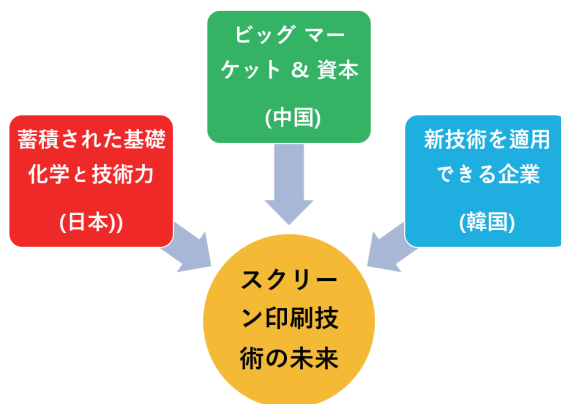 ビッグ マー
ケット & 資本
(中国)
蓄積された基礎
化学と技術力
(日本))
新技術を適用
できる企業
(韓国)
スクリー
ン印刷技
術の未来